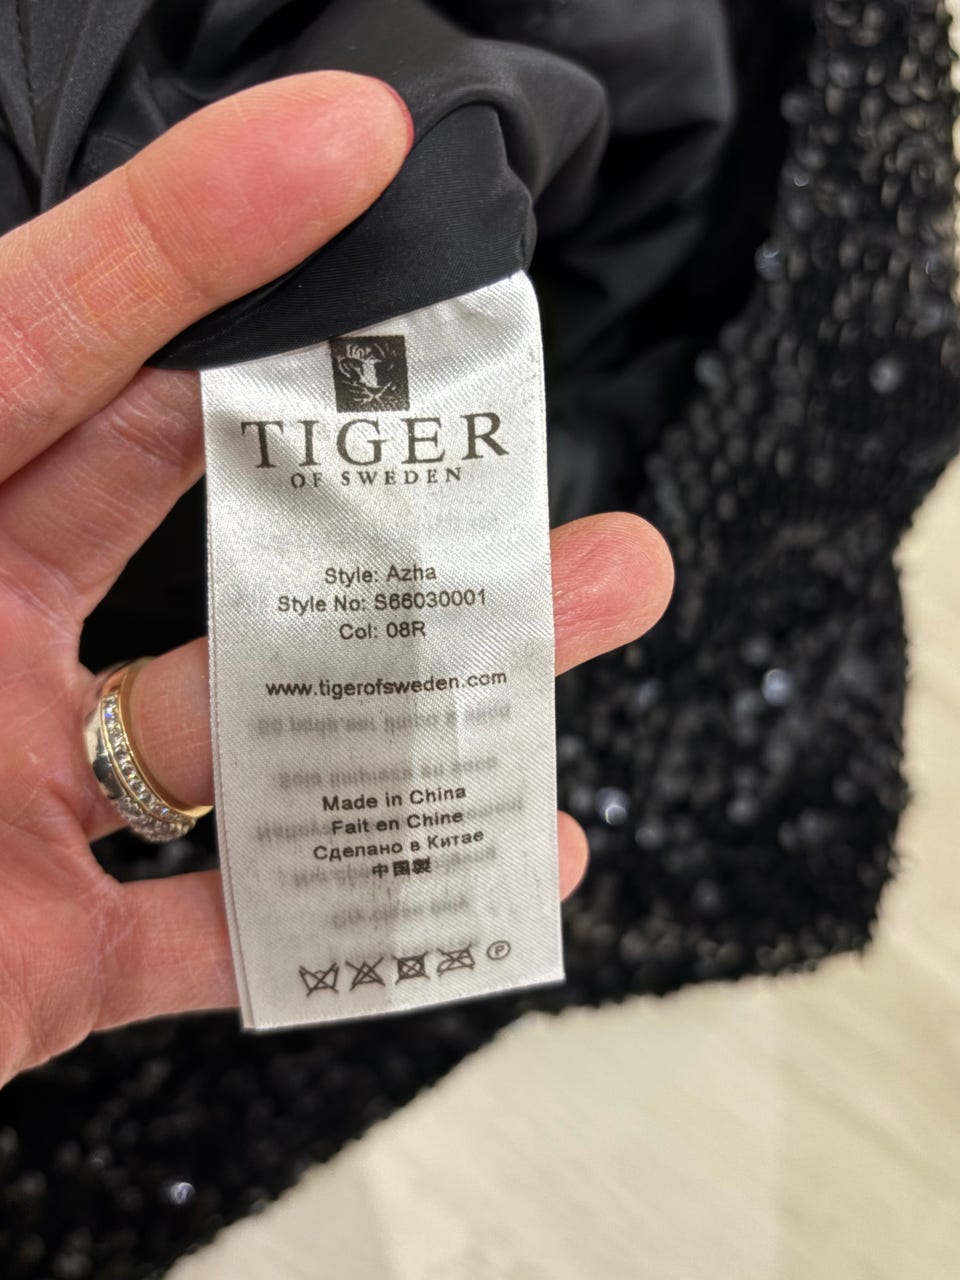 TIGER
OF SWEDEN
Style: Azha
Style No: S66030001
Col: 08R
www.tigerofsweden.com
Made in China
Fait en Chine
Сделано в Китае
中国製
P